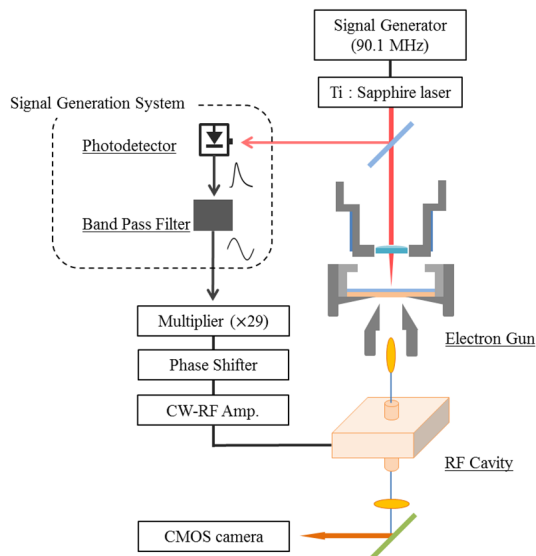 Signal Generator
(90.1 MHz)
Ti : Sapphire laser
Signal Generation System
Photodetector
Band Pass Filter
Multiplier (×29)
Phase Shifter
CW-RF Amp.
Electron Gun
RF Cavity
CMOS camera